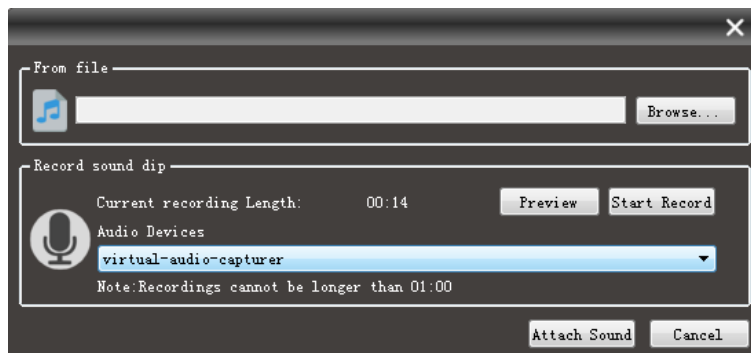 From file
Browse...
Record sound dip
Current recording Length: 00:14 Preview Start Record
Audio Devices
virtual-audio-capturer
Note:Recordings cannot be longer than 01:00
Attach Sound Cancel